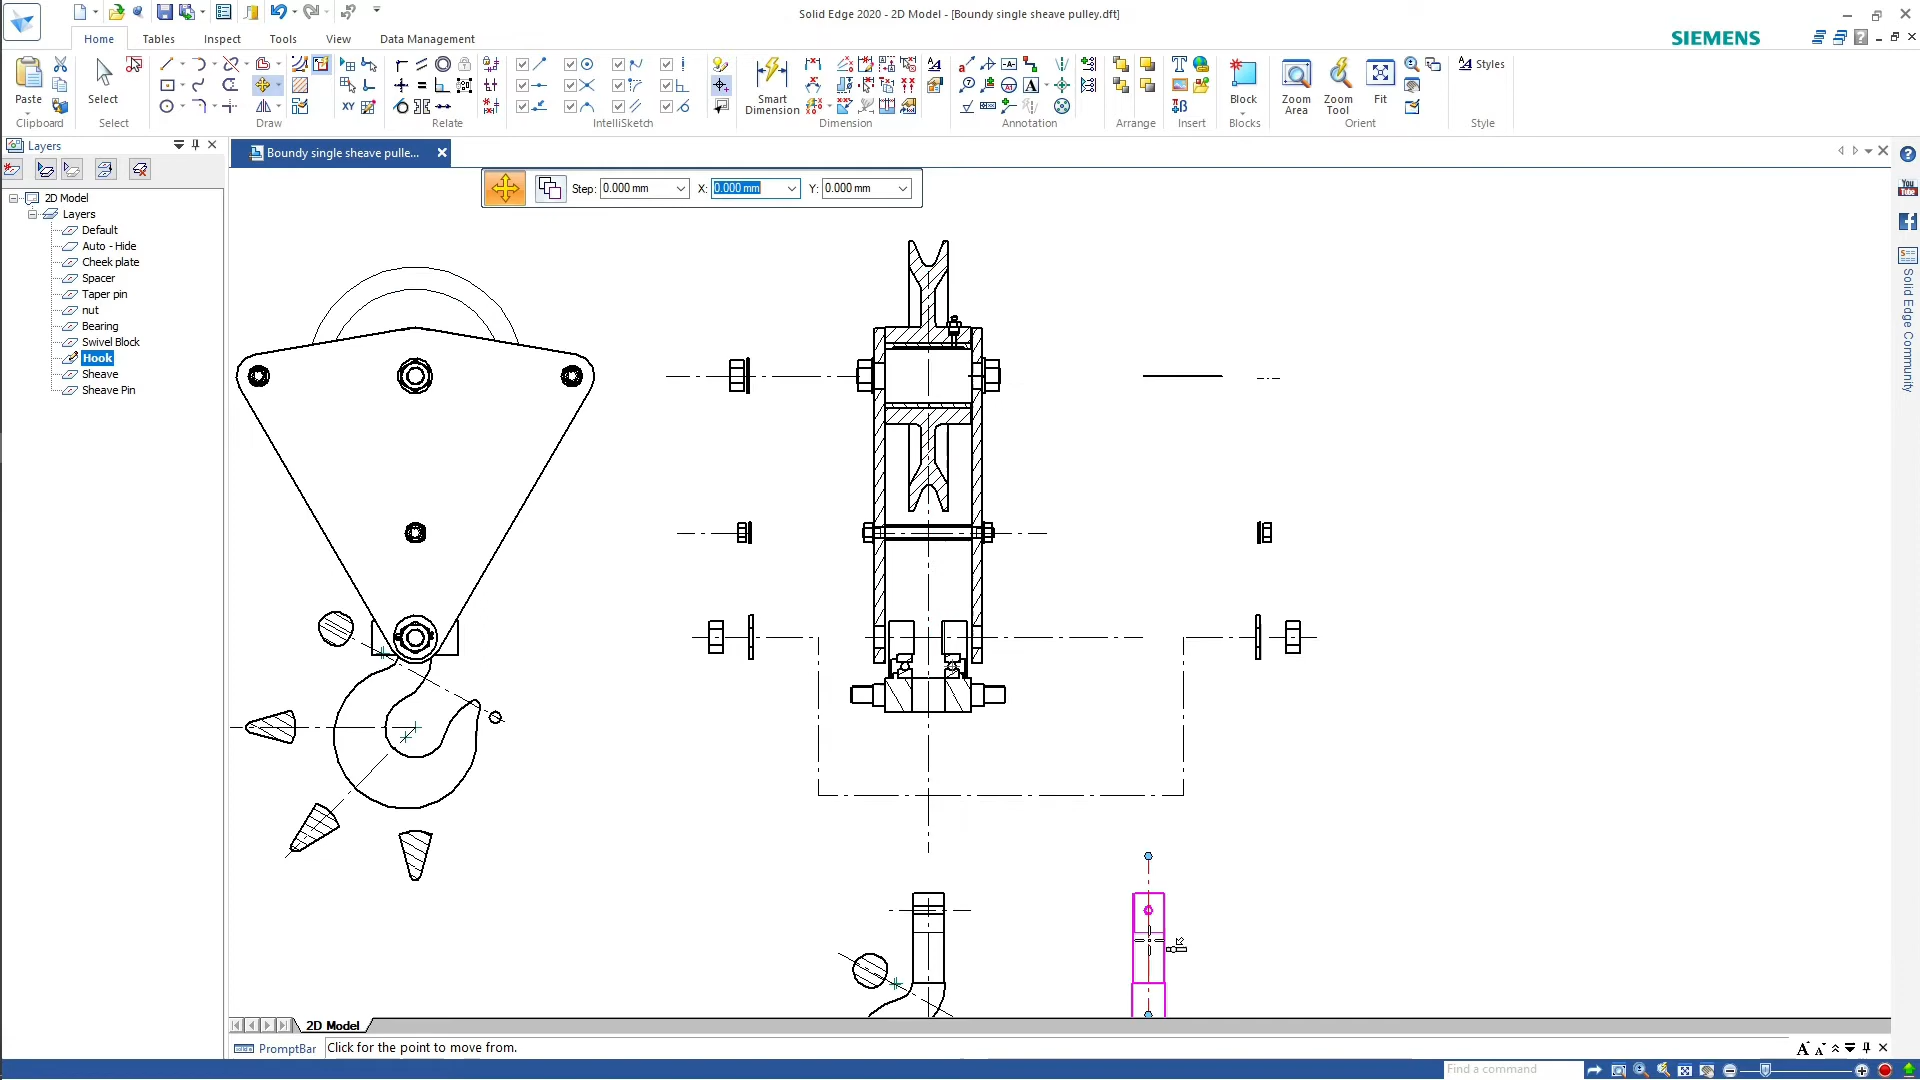 Solid Edge 2020 - 2D Model - [Boundy single sheave pulley.dft]
Home
Tables
Inspect
Sketch
Tools
View
Data Management
SIEMENS
Paste
Select
Smart Dimension
Block
Zoom Area
Zoom Tool
Fit
Styles
Clipboard
Select
Draw
Relate
IntelliSketch
Dimension
Annotation
Arrange
Insert
Blocks
Orient
Style
Layers
Boundy single sheave pulle...
Step: 0.000 mm X: 0.000 mm Y: 0.000 mm
2D Model
Layers
Default
Auto - Hide
Cheek plate
Spacer
Taper pin
nut
Bearing
Swivel Block
Hook
Sheave
Sheave Pin
You Tube
Solid Edge Community
2D Model
PromptBar Click for the point to move from.
Find a command